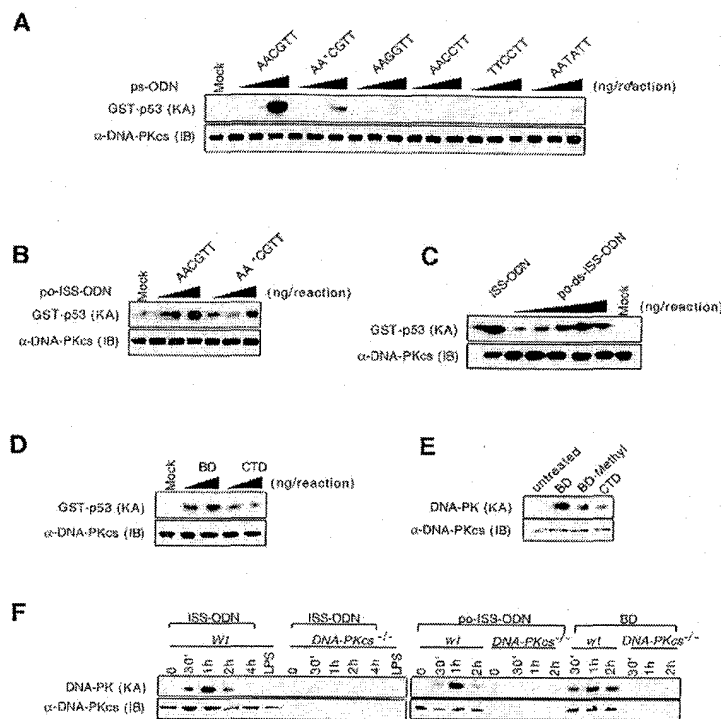 A
Mock AACGTT AA*CGTT AAGGTT AACCTT TTCCTT AATATT
ps-ODN (ng/reaction)
GST-p53 (KA)
α-DNA-PKcs (IB)
B
Mock AACGTT AA*CGTT
po-ISS-ODN (ng/reaction)
GST-p53 (KA)
α-DNA-PKcs (IB)
C
ISS-ODN po-ds-ISS-ODN Mock
(ng/reaction)
GST-p53 (KA)
α-DNA-PKcs (IB)
D
Mock BD CTD
(ng/reaction)
GST-p53 (KA)
α-DNA-PKcs (IB)
E
untreated BD BD-Methyl CTD
DNA-PK (KA)
α-DNA-PKcs (IB)
F
ISS-ODN ISS-ODN po-ISS-ODN BD
Wt DNA-PKcs-/- wt DNA-PKcs-/- wt DNA-PKcs-/-
0 30' 1h 2h 4h LPS 0 30' 1h 2h 4h LPS 0 30' 1h 2h 0 30' 1h 2h 30' 1h 2h 30' 1h 2h
DNA-PK (KA)
α-DNA-PKcs (IB)